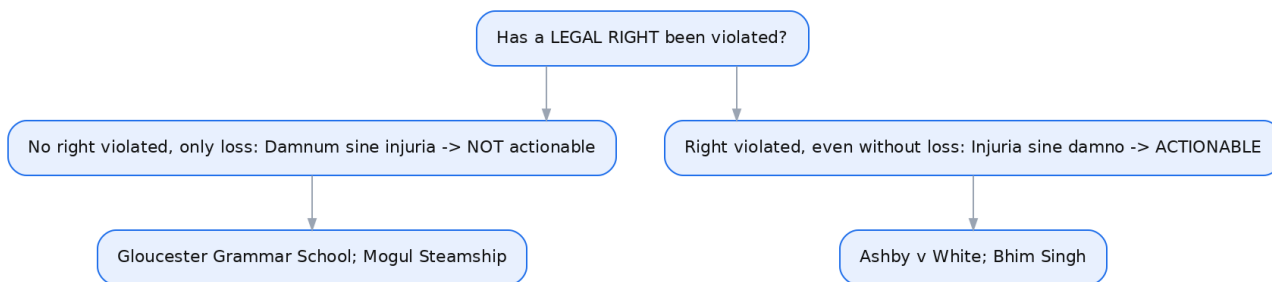 Has a LEGAL RIGHT been violated?
No right violated, only loss: Damnum sine injuria -> NOT actionable
Right violated, even without loss: Injuria sine damno -> ACTIONABLE
Gloucester Grammar School; Mogul Steamship
Ashby v White; Bhim Singh